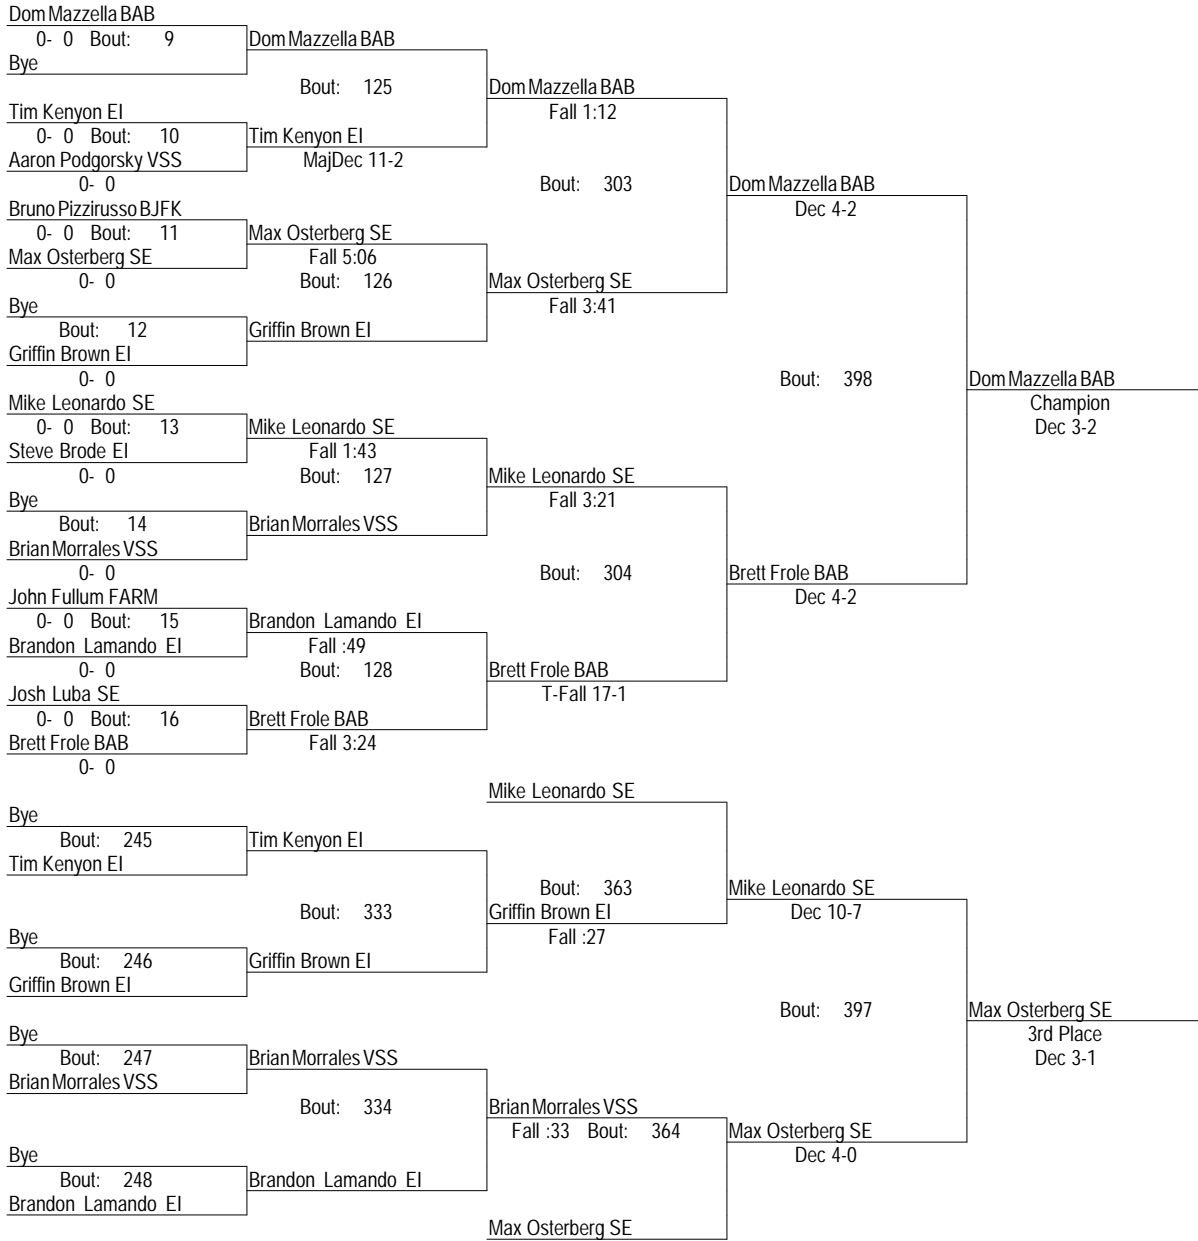 Dom Mazzella BAB
0- 0 Bout: 9
Dom Mazzella BAB
Bye
Bout: 125
Dom Mazzella BAB
Tim Kenyon EI
Fall 1:12
0- 0 Bout: 10
Tim Kenyon EI
Aaron Podgorsky VSS
MajDec 11-2
0- 0
Bout: 303
Dom Mazzella BAB
Bruno Pizzirusso BJFK
Dec 4-2
0- 0 Bout: 11
Max Osterberg SE
Max Osterberg SE
Fall 5:06
0- 0
Bout: 126
Max Osterberg SE
Bye
Fall 3:41
Bout: 12
Griffin Brown EI
Griffin Brown EI
0- 0
Bout: 398
Dom Mazzella BAB
Mike Leonardo SE
Champion
0- 0 Bout: 13
Mike Leonardo SE
Dec 3-2
Steve Brode EI
Fall 1:43
0- 0
Bout: 127
Mike Leonardo SE
Bye
Fall 3:21
Bout: 14
Brian Morrales VSS
Brian Morrales VSS
0- 0
Bout: 304
Brett Frole BAB
John Fullum FARM
Dec 4-2
0- 0 Bout: 15
Brandon Lamando EI
Brandon Lamando EI
Fall :49
0- 0
Bout: 128
Brett Frole BAB
Josh Luba SE
T-Fall 17-1
0- 0 Bout: 16
Brett Frole BAB
Brett Frole BAB
Fall 3:24
0- 0
Mike Leonardo SE
Bye
Bout: 245
Tim Kenyon EI
Tim Kenyon EI
Bout: 363
Mike Leonardo SE
Bout: 333
Griffin Brown EI
Dec 10-7
Bye
Fall :27
Bout: 246
Griffin Brown EI
Griffin Brown EI
Bout: 397
Max Osterberg SE
Bye
3rd Place
Bout: 247
Brian Morrales VSS
Dec 3-1
Brian Morrales VSS
Bout: 334
Brian Morrales VSS
Fall :33 Bout: 364
Max Osterberg SE
Bye
Dec 4-0
Bout: 248
Brandon Lamando EI
Brandon Lamando EI
Max Osterberg SE